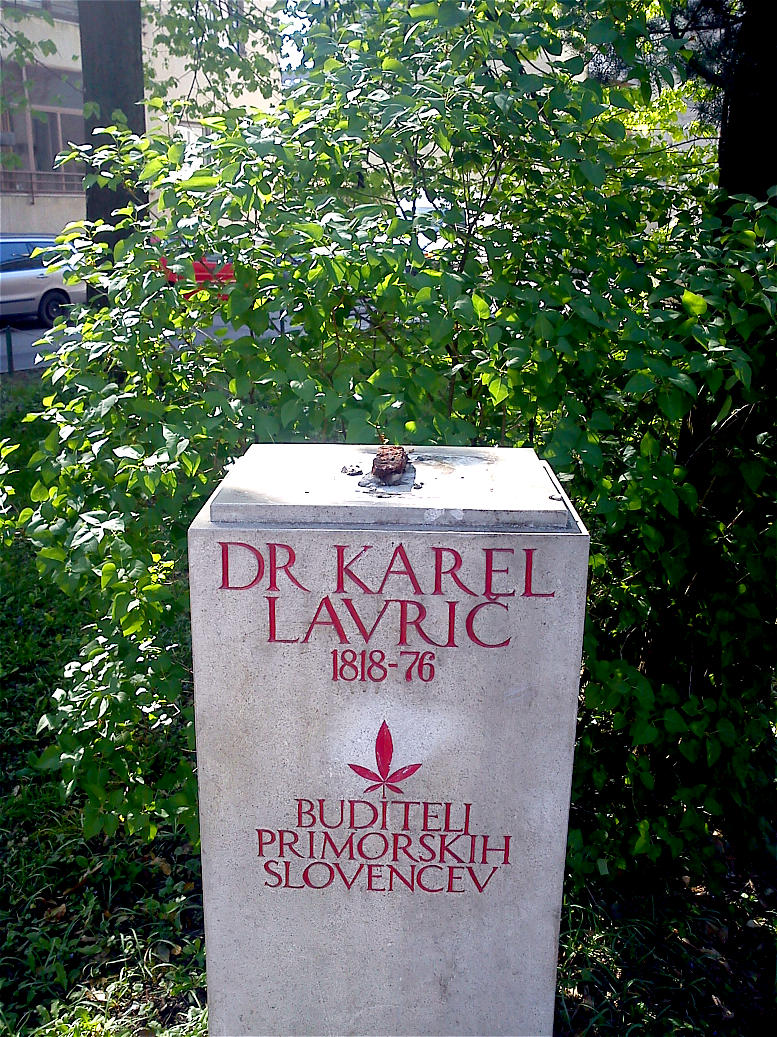 DR KAREL
LAVRIČ
1818-76
BUDITELJ
PRIMORSKIH
SLOVENCEV